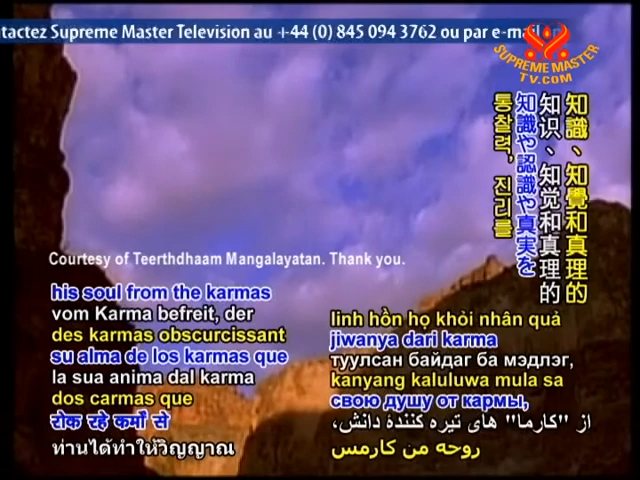 ntactez Supreme Master Television au +44 (0) 845 094 3762 ou par e-mail
SUPREME MASTER
TV.COM
知識、知覺和真理的
知识、知觉和真理的
知識や認識や真実を
통찰력, 진리를
Courtesy of Teerthdhaam Mangalayatan. Thank you.
his soul from the karmas
vom Karma befreit, der
des karmas obscurcissant
su alma de los karmas que
la sua anima dal karma
dos carmas que
रोक रहे कर्मों से
ท่านได้ทำให้วิญญาณ
linh hồn họ khỏi nhân quả
jiwanya dari karma
туулсан байдаг ба мэдлэг,
kanyang kaluluwa mula sa
свою душу от кармы,
از "کارما" های تیره کنندۀ دانش،
روحه من كارمس